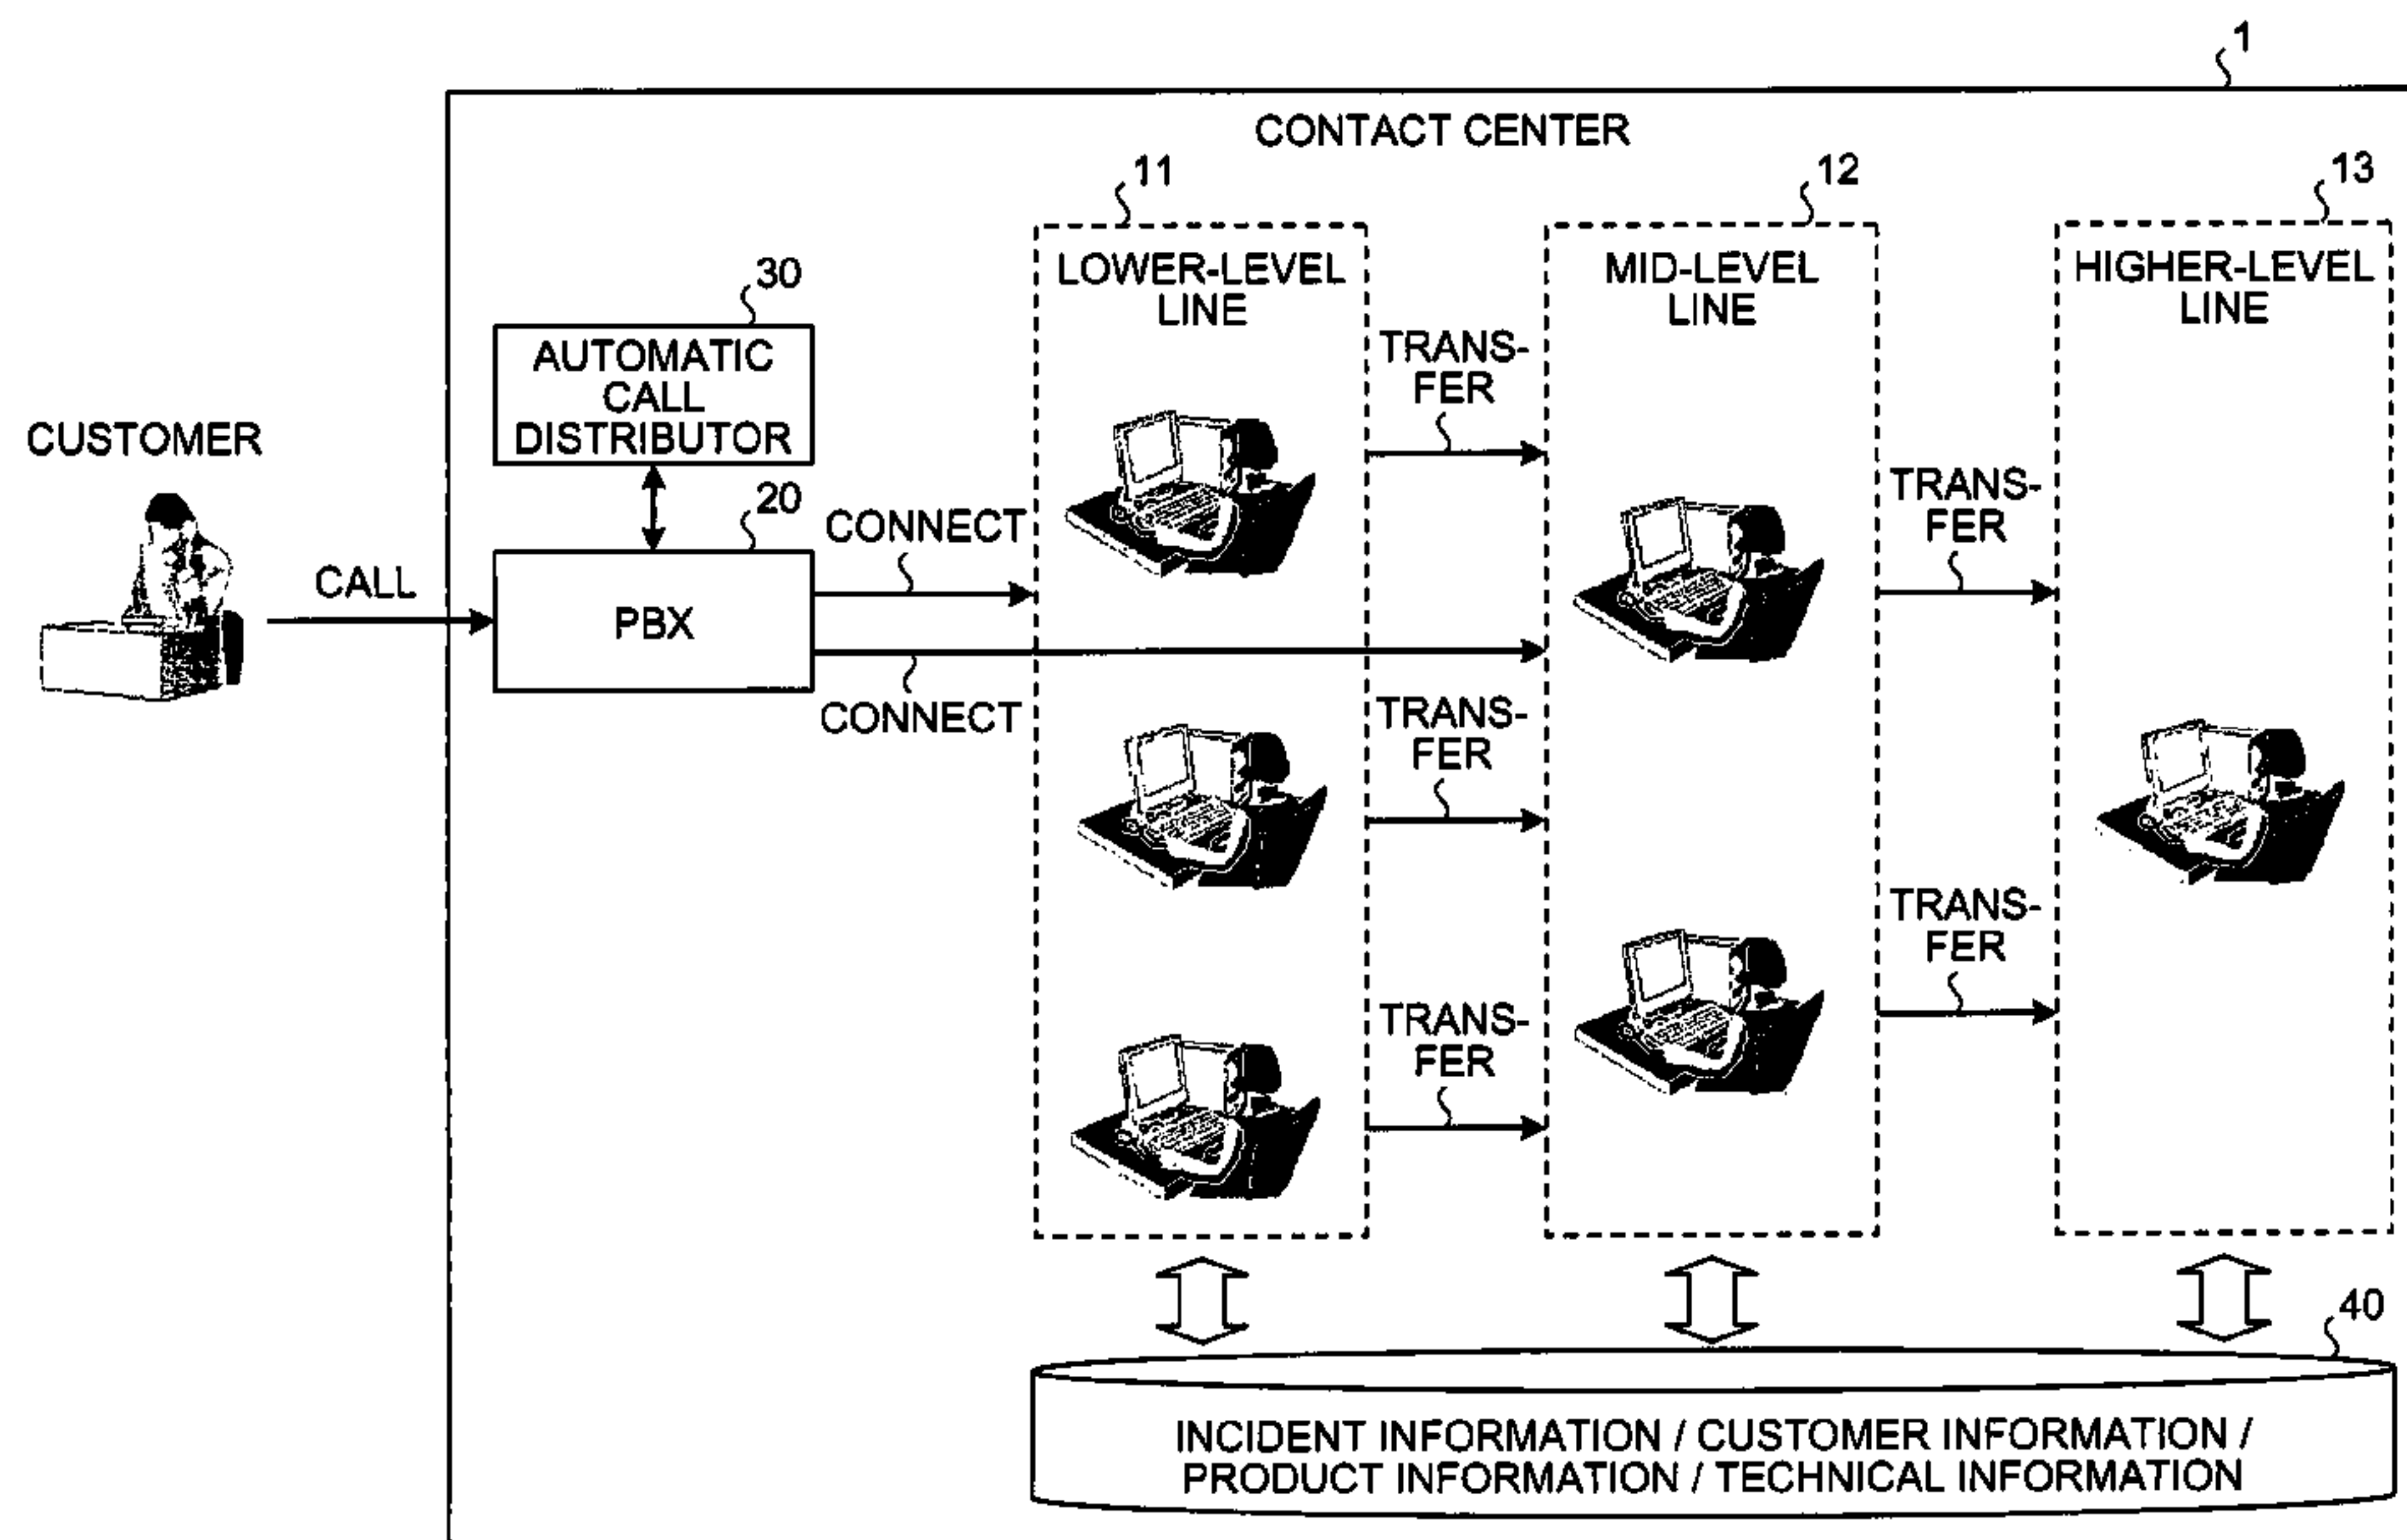 1
CONTACT CENTER
11
12
13
LOWER-LEVEL
LINE
MID-LEVEL
LINE
HIGHER-LEVEL
LINE
30
AUTOMATIC
CALL
DISTRIBUTOR
TRANS-
FER
CUSTOMER
20
CONNECT
TRANS-
FER
CALL
PBX
CONNECT
TRANS-
FER
TRANS-
FER
TRANS-
FER
40
INCIDENT INFORMATION / CUSTOMER INFORMATION /
PRODUCT INFORMATION / TECHNICAL INFORMATION